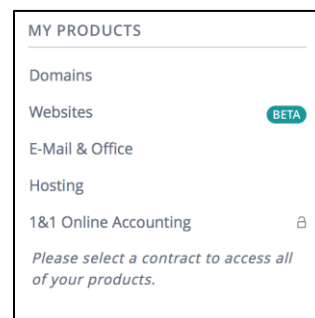 MY PRODUCTS
Domains
Websites BETA
E-Mail & Office
Hosting
1&1 Online Accounting
Please select a contract to access all
of your products.